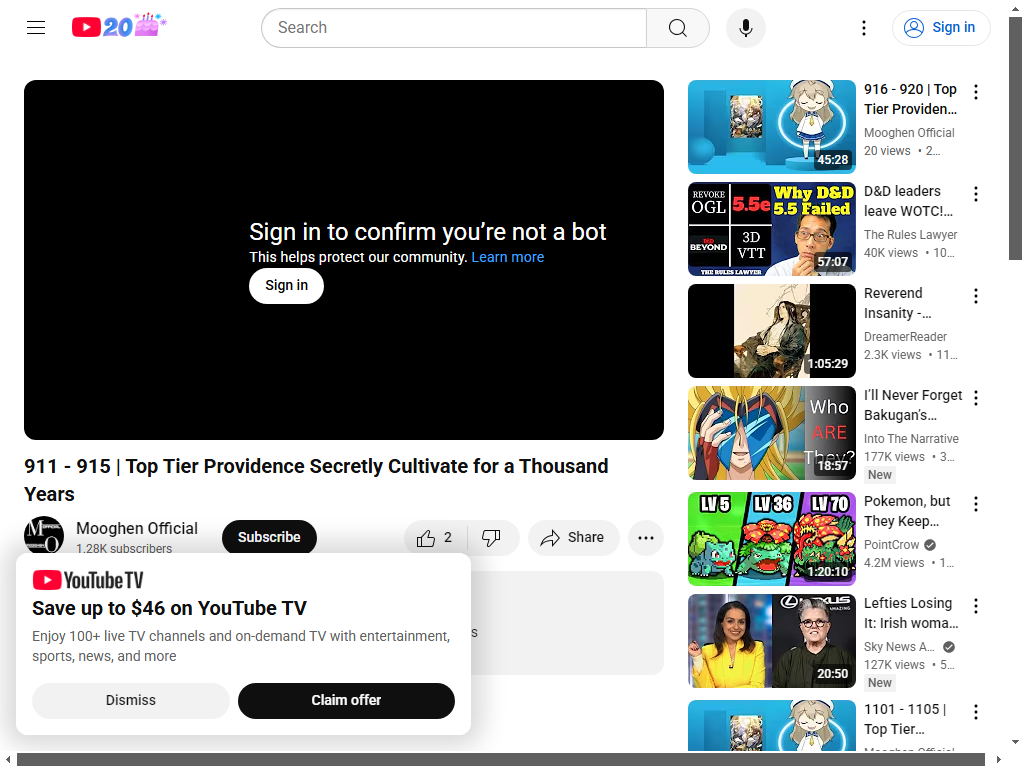 20
Search
Sign in
Sign in to confirm you’re not a bot
This helps protect our community. Learn more
Sign in
911 - 915 | Top Tier Providence Secretly Cultivate for a Thousand
Years
Mooghen Official
1.28K subscribers
Subscribe
2
Share
YouTube TV
Save up to $46 on YouTube TV
Enjoy 100+ live TV channels and on-demand TV with entertainment,
sports, news, and more
Dismiss
Claim offer
45:28
916 - 920 | Top
Tier Providen...
Mooghen Official
20 views • 2...
REVOKE
OGL
5.5e
Why D&D
5.5 Failed
BEYOND
3D
VTT
THE RULES LAWYER
57:07
D&D leaders
leave WOTC!...
The Rules Lawyer
40K views • 10...
1:05:29
Reverend
Insanity -...
DreamerReader
2.3K views • 11...
Who
ARE
They?
18:57
I’ll Never Forget
Bakugan’s...
Into The Narrative
177K views • 3...
New
LV 5
LV 36
LV 70
1:20:10
Pokemon, but
They Keep...
PointCrow
4.2M views • 1...
LEXUS
AMAZING
20:50
Lefties Losing
It: Irish woma...
Sky News A...
127K views • 5...
New
1101 - 1105 |
Top Tier...
Mooghen Official